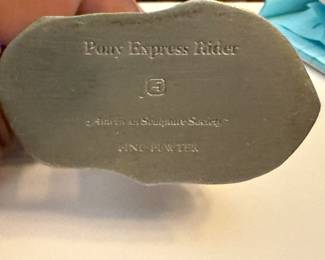 Pony Express Rider
American Sculpture Society
FINE PEWTER